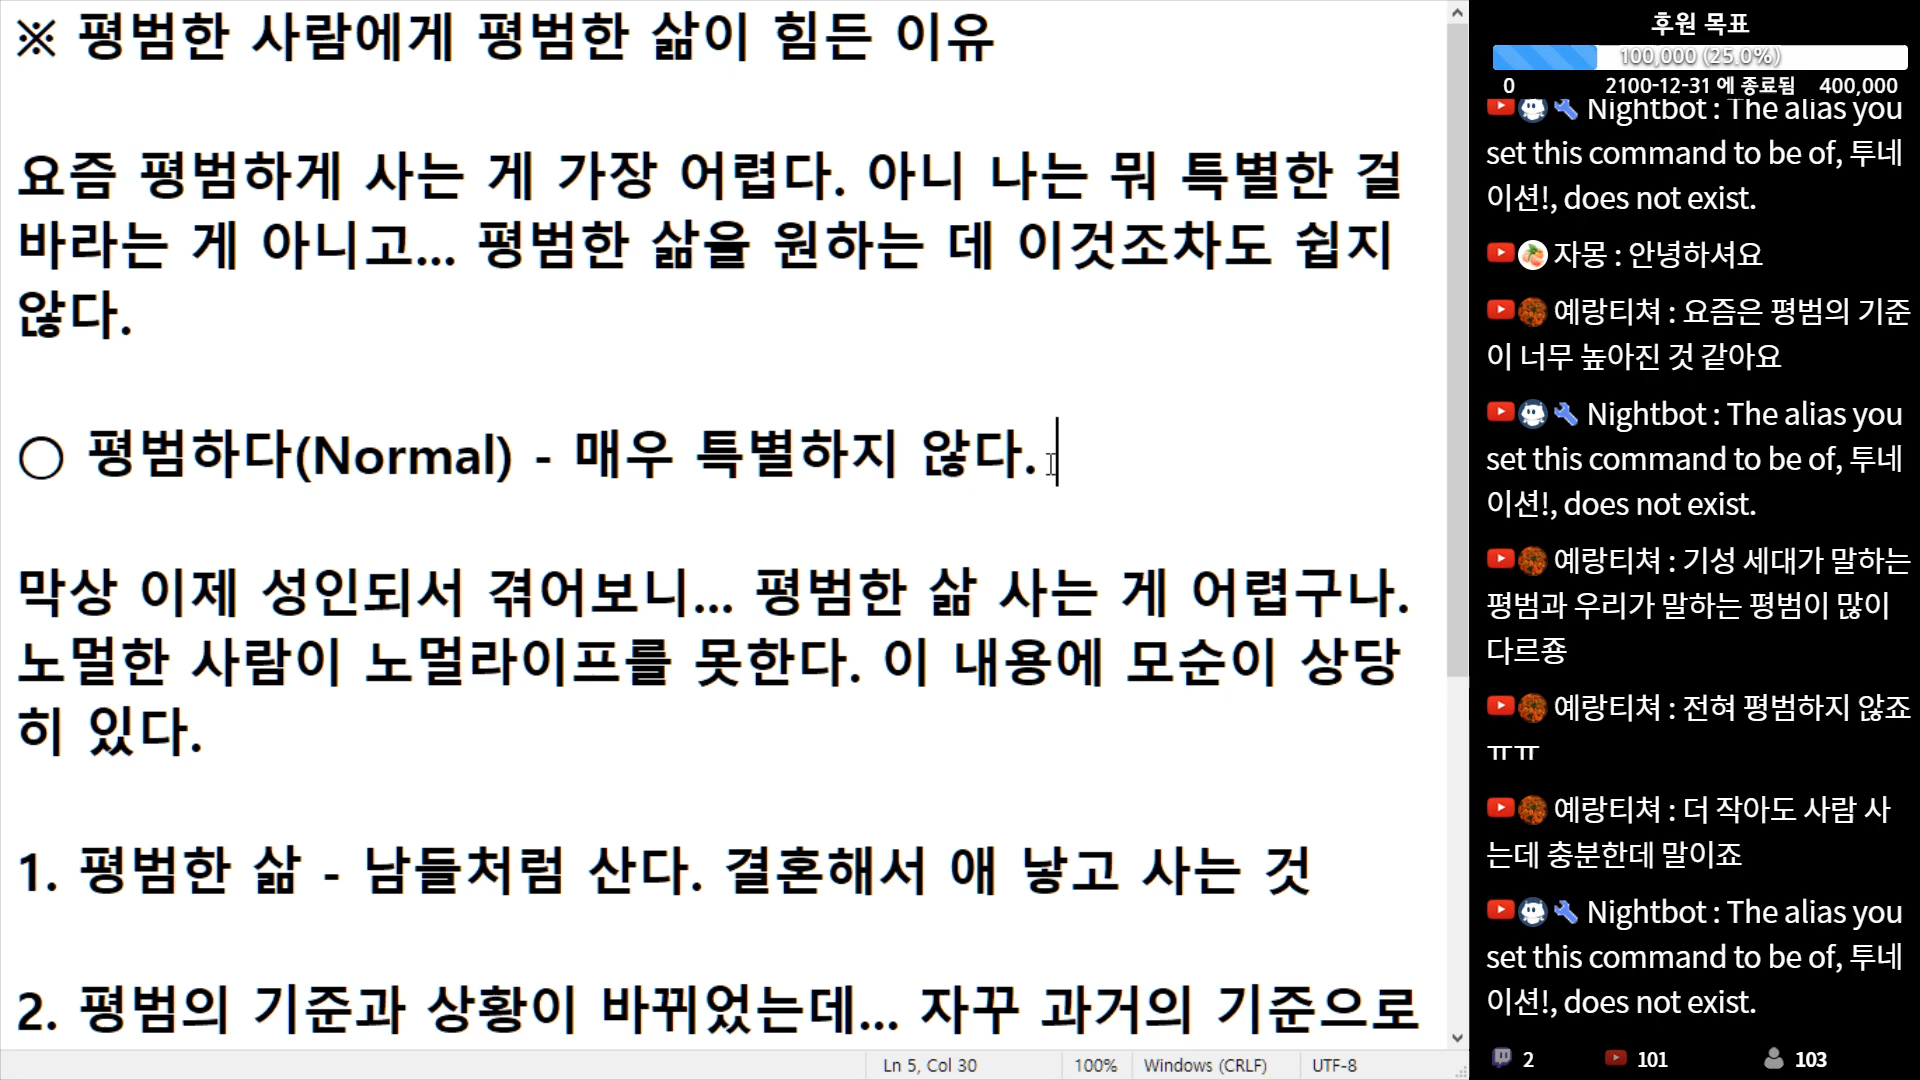 ※ 평범한 사람에게 평범한 삶이 힘든 이유
요즘 평범하게 사는 게 가장 어렵다. 아니 나는 뭐 특별한 걸
바라는 게 아니고... 평범한 삶을 원하는 데 이것조차도 쉽지
않다.
○ 평범하다(Normal) - 매우 특별하지 않다.
막상 이제 성인되서 겪어보니... 평범한 삶 사는 게 어렵구나.
노멀한 사람이 노멀라이프를 못한다. 이 내용에 모순이 상당
히 있다.
1. 평범한 삶 - 남들처럼 산다. 결혼해서 애 낳고 사는 것
2. 평범의 기준과 상황이 바뀌었는데... 자꾸 과거의 기준으로
Ln 5, Col 30
100%
Windows (CRLF)
UTF-8
후원 목표
100,000 (25.0%)
0
2100-12-31 에 종료됨
400,000
Nightbot : The alias you
set this command to be of, 투네
이션!, does not exist.
자몽 : 안녕하셔요
예랑티쳐 : 요즘은 평범의 기준
이 너무 높아진 것 같아요
Nightbot : The alias you
set this command to be of, 투네
이션!, does not exist.
예랑티쳐 : 기성 세대가 말하는
평범과 우리가 말하는 평범이 많이
다르죵
예랑티쳐 : 전혀 평범하지 않죠
ㅠㅠ
예랑티쳐 : 더 작아도 사람 사
는데 충분한데 말이죠
Nightbot : The alias you
set this command to be of, 투네
이션!, does not exist.
2
101
103